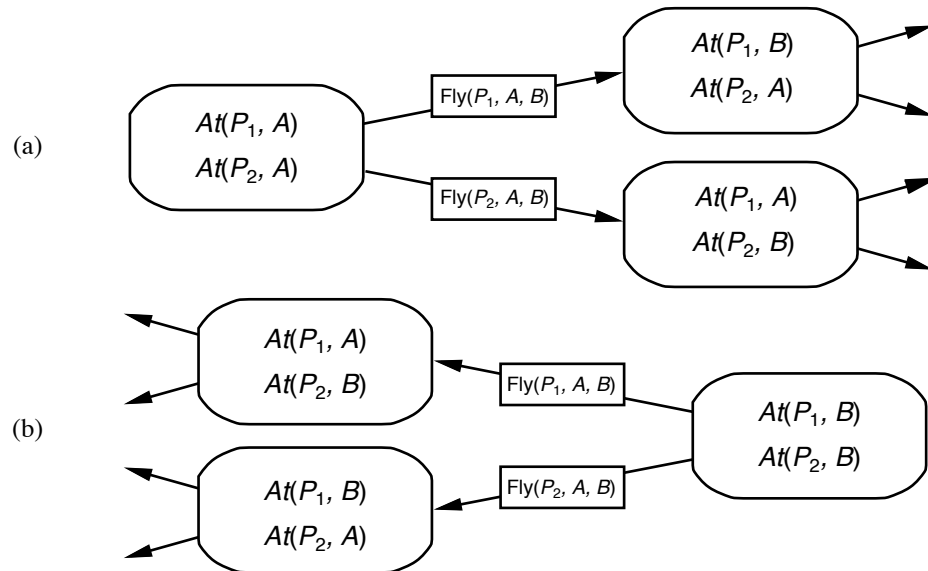 (a)
At(P₁, A)
At(P₂, A)
Fly(P₁, A, B)
Fly(P₂, A, B)
At(P₁, B)
At(P₂, A)
At(P₁, A)
At(P₂, B)
(b)
At(P₁, A)
At(P₂, B)
At(P₁, B)
At(P₂, A)
Fly(P₁, A, B)
Fly(P₂, A, B)
At(P₁, B)
At(P₂, B)